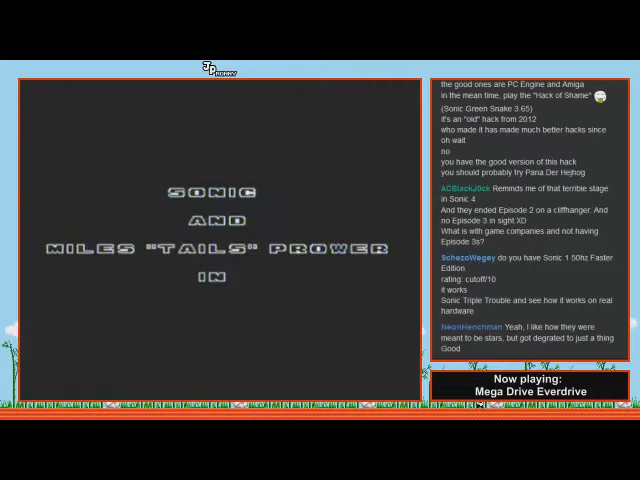 JP
RONNY
SONIC
AND
MILES "TAILS" PROWER
IN
the good ones are PC Engine and Amiga
in the mean time, play the "Hack of Shame"
(Sonic Green Snake 3.65)
it's an "old" hack from 2012
who made it has made much better hacks since
oh wait
no
you have the good version of this hack
you should probably try Pana Der Hejhog
ACBlackJ0ck Reminds me of that terrible stage
in Sonic 4
And they ended Episode 2 on a cliffhanger. And
no Episode 3 in sight XD
What is with game companies and not having
Episode 3s?
SchezoWegey do you have Sonic 1 50hz Faster
Edition
rating: cutoff/10
it works
Sonic Triple Trouble and see how it works on real
hardware
NeonHenchman Yeah, I like how they were
meant to be stars, but got degrated to just a thing
Good
Now playing:
Mega Drive Everdrive